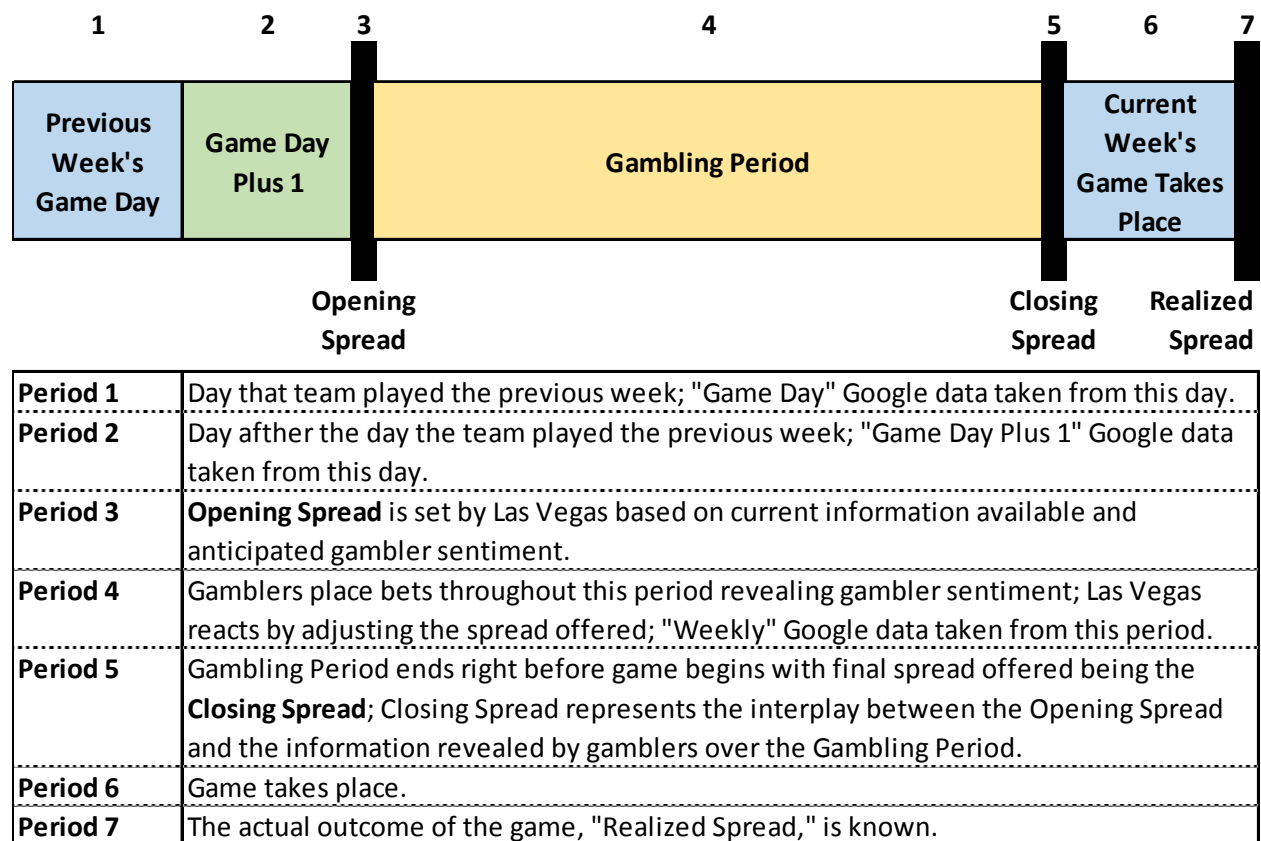 1 2 3 4 5 6 7
Previous
Week's
Game Day
Game Day
Plus 1
Gambling Period
Current
Week's
Game Takes
Place
Opening
Spread
Closing
Spread
Realized
Spread
Period 1 Day that team played the previous week; "Game Day" Google data taken from this day.
Period 2 Day afther the day the team played the previous week; "Game Day Plus 1" Google data
taken from this day.
Period 3 Opening Spread is set by Las Vegas based on current information available and
anticipated gambler sentiment.
Period 4 Gamblers place bets throughout this period revealing gambler sentiment; Las Vegas
reacts by adjusting the spread offered; "Weekly" Google data taken from this period.
Period 5 Gambling Period ends right before game begins with final spread offered being the
Closing Spread; Closing Spread represents the interplay between the Opening Spread
and the information revealed by gamblers over the Gambling Period.
Period 6 Game takes place.
Period 7 The actual outcome of the game, "Realized Spread," is known.